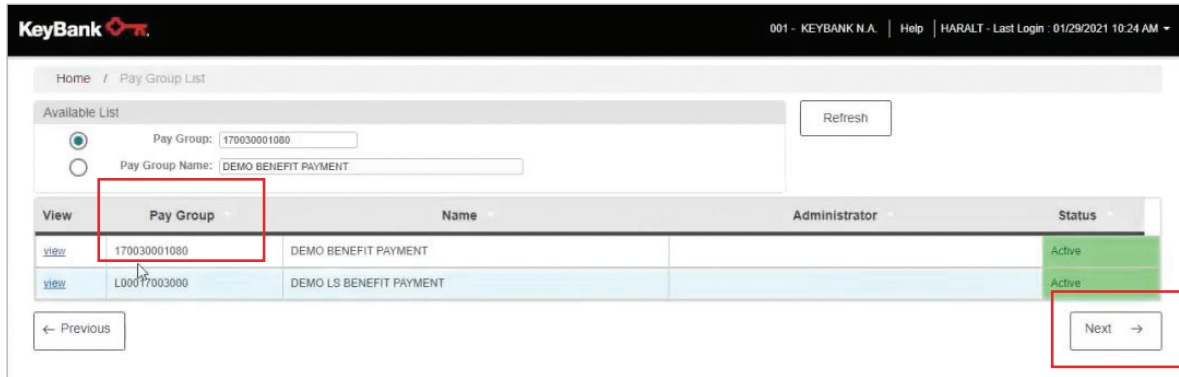 KeyBank
001 - KEYBANK N.A. | Help | HARALT - Last Login : 01/29/2021 10:24 AM
Home / Pay Group List
Available List
Refresh
Pay Group: 170030001080
Pay Group Name: DEMO BENEFIT PAYMENT
View Pay Group Name Administrator Status
view 170030001080 DEMO BENEFIT PAYMENT Active
view L00017003000 DEMO LS BENEFIT PAYMENT Active
← Previous Next →